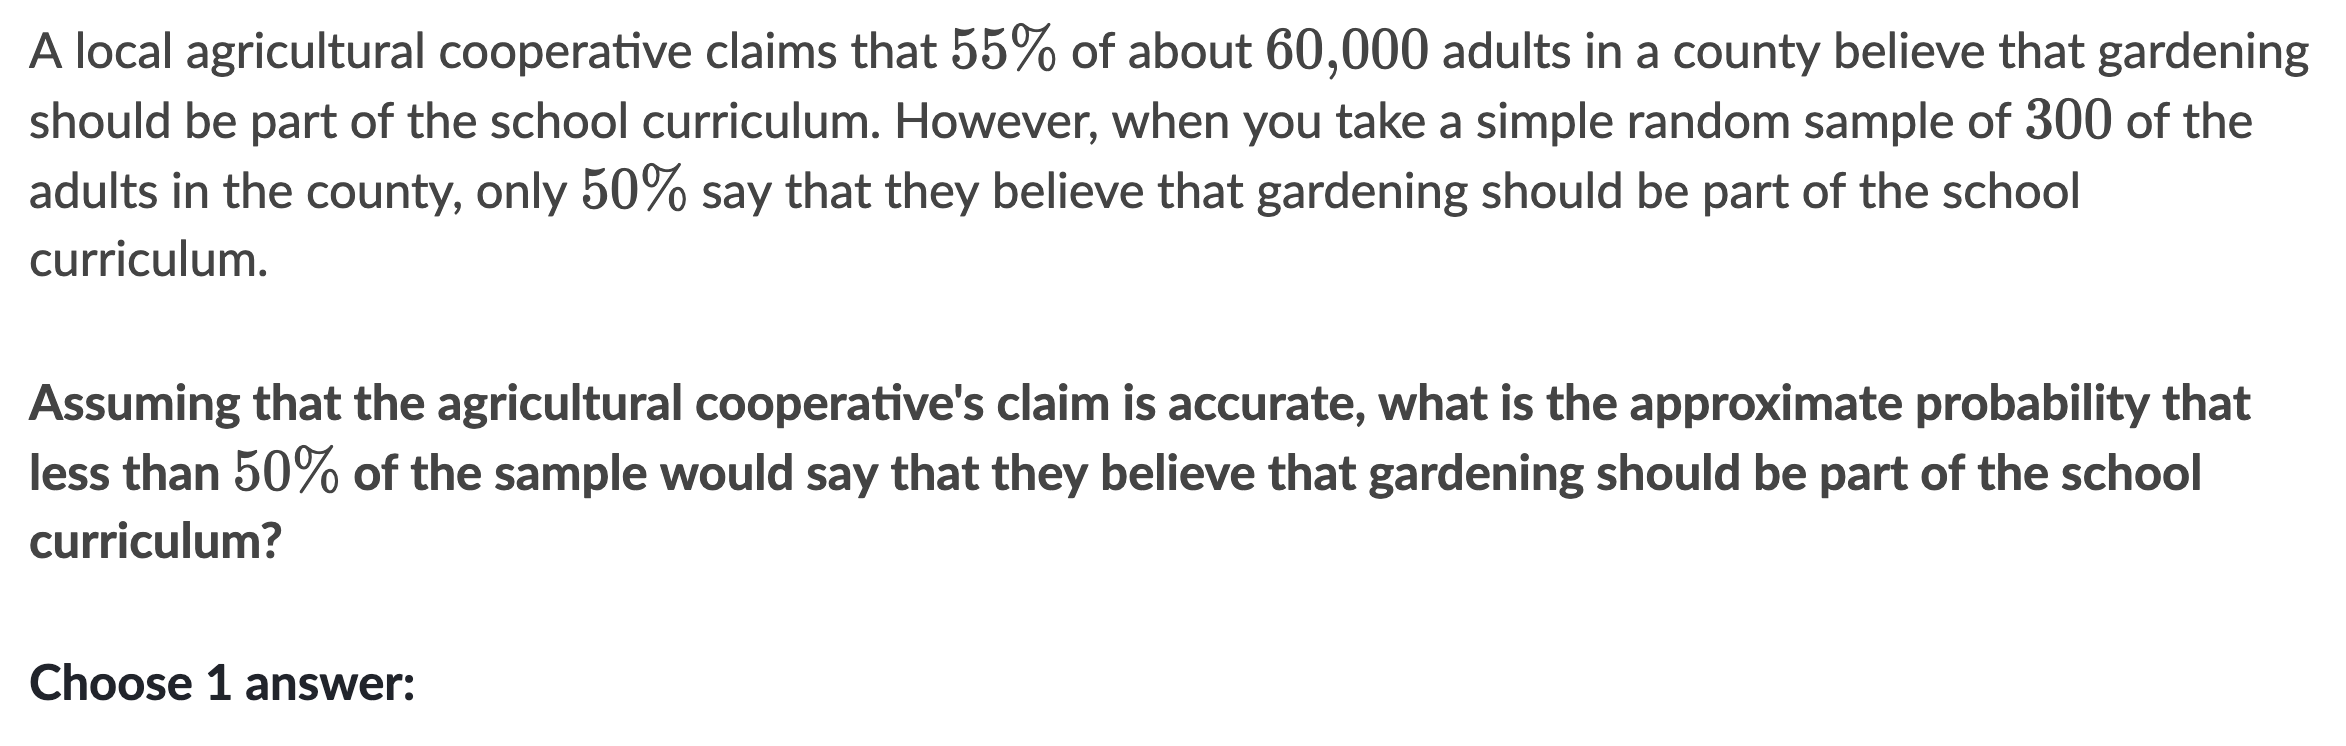 A local agricultural cooperative claims that 55% of about 60,000 adults in a county believe that gardening
should be part of the school curriculum. However, when you take a simple random sample of 300 of the
adults in the county, only 50% say that they believe that gardening should be part of the school
curriculum.
Assuming that the agricultural cooperative's claim is accurate, what is the approximate probability that
less than 50% of the sample would say that they believe that gardening should be part of the school
curriculum?
Choose 1 answer: